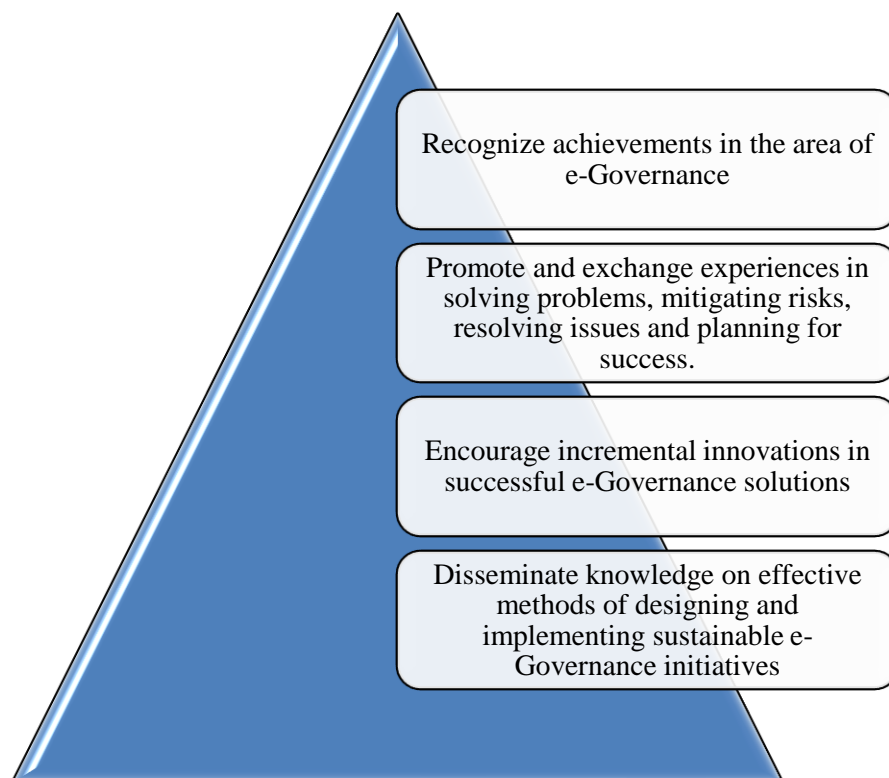 Recognize achievements in the area of
e-Governance
Promote and exchange experiences in
solving problems, mitigating risks,
resolving issues and planning for
success.
Encourage incremental innovations in
successful e-Governance solutions
Disseminate knowledge on effective
methods of designing and
implementing sustainable e-
Governance initiatives